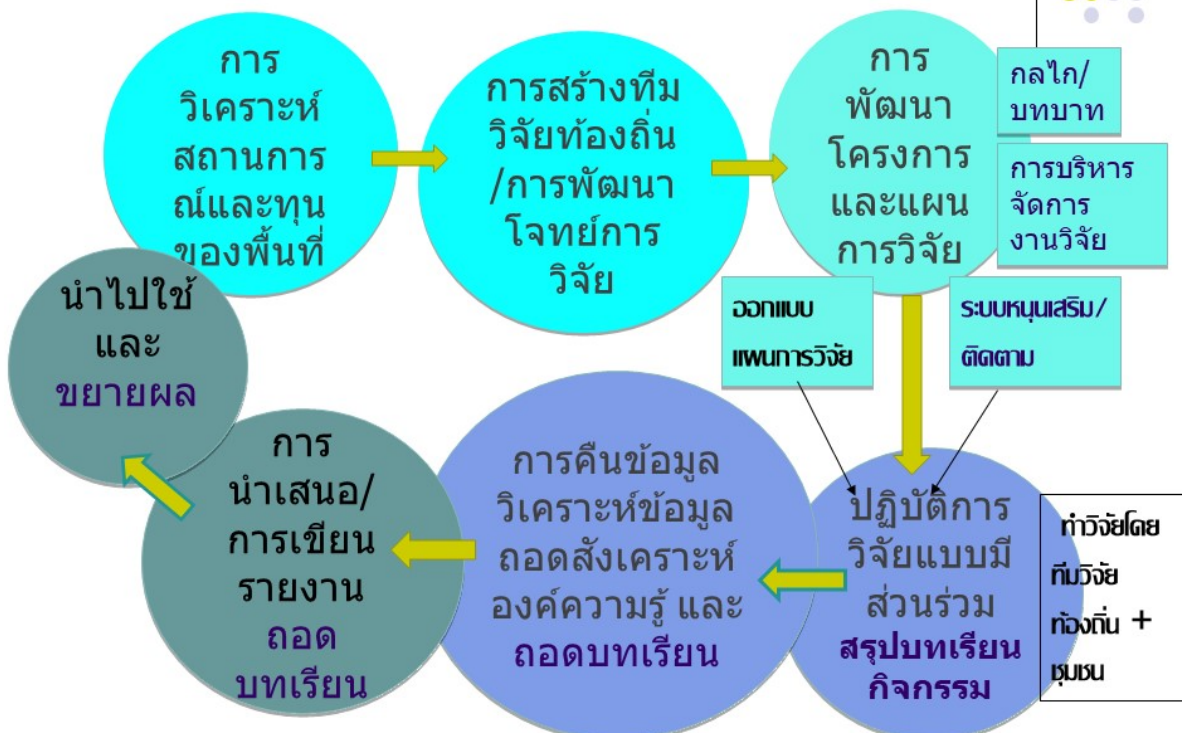 การ
วิเคราะห์
สถานการ
ณ์และทุน
ของพื้นที่
การสร้างทีม
วิจัยท้องถิ่น
/การพัฒนา
โจทย์การ
วิจัย
การ
พัฒนา
โครงการ
และแผน
การวิจัย
กลไก/
บทบาท
การบริหาร
จัดการ
งานวิจัย
ออกแบบ
แผนการวิจัย
ระบบหนุนเสริม/
ติดตาม
ปฏิบัติการ
วิจัยแบบมี
ส่วนร่วม
สรุปบทเรียน
กิจกรรม
ทำวิจัยโดย
ทีมวิจัย
ท้องถิ่น +
ชุมชน
การคืนข้อมูล
วิเคราะห์ข้อมูล
ถอดสังเคราะห์
องค์ความรู้ และ
ถอดบทเรียน
การ
นำเสนอ/
การเขียน
รายงาน
ถอด
บทเรียน
นำไปใช้
และ
ขยายผล